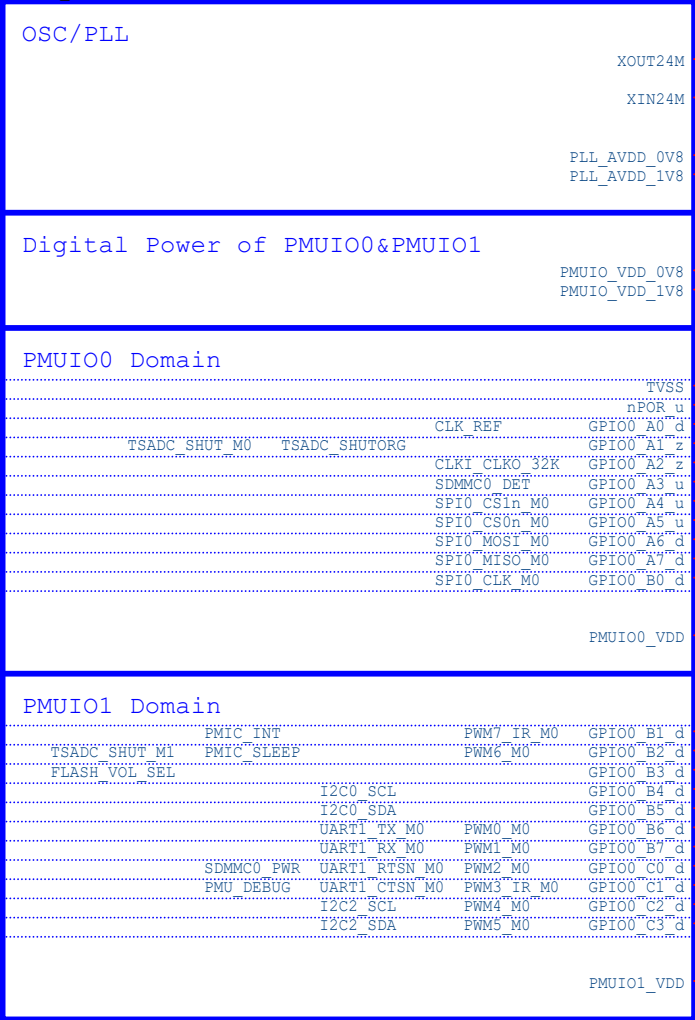 OSC/PLL
XOUT24M
XIN24M
PLL_AVDD_0V8
PLL_AVDD_1V8
Digital Power of PMUIO0&PMUIO1
PMUIO_VDD_0V8
PMUIO_VDD_1V8
PMUIO0 Domain
TVSS
nPOR_u
CLK_REF GPIO0_A0_d
TSADC_SHUT_M0 TSADC_SHUTORG GPIO0_A1_z
CLKI_CLKO_32K GPIO0_A2_z
SDMMC0_DET GPIO0_A3_u
SPI0_CS1n_M0 GPIO0_A4_u
SPI0_CS0n_M0 GPIO0_A5_u
SPI0_MOSI_M0 GPIO0_A6_d
SPI0_MISO_M0 GPIO0_A7_d
SPI0_CLK_M0 GPIO0_B0_d
PMUIO0_VDD
PMUIO1 Domain
PMIC_INT PWM7_IR_M0 GPIO0_B1_d
TSADC_SHUT_M1 PMIC_SLEEP PWM6_M0 GPIO0_B2_d
FLASH_VOL_SEL GPIO0_B3_d
I2C0_SCL GPIO0_B4_d
I2C0_SDA GPIO0_B5_d
UART1_TX_M0 PWM0_M0 GPIO0_B6_d
UART1_RX_M0 PWM1_M0 GPIO0_B7_d
SDMMC0_PWR UART1_RTSN_M0 PWM2_M0 GPIO0_C0_d
PMU_DEBUG UART1_CTSN_M0 PWM3_IR_M0 GPIO0_C1_d
I2C2_SCL PWM4_M0 GPIO0_C2_d
I2C2_SDA PWM5_M0 GPIO0_C3_d
PMUIO1_VDD